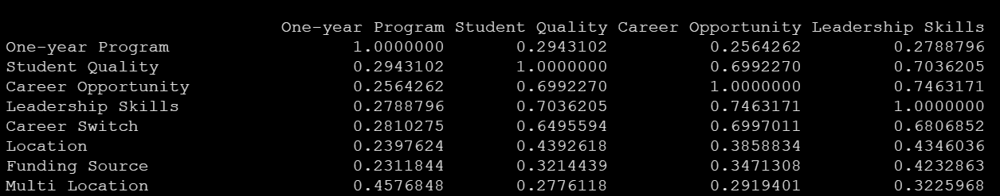 One-year Program Student Quality Career Opportunity Leadership Skills
One-year Program 1.0000000 0.2943102 0.2564262 0.2788796
Student Quality 0.2943102 1.0000000 0.6992270 0.7036205
Career Opportunity 0.2564262 0.6992270 1.0000000 0.7463171
Leadership Skills 0.2788796 0.7036205 0.7463171 1.0000000
Career Switch 0.2810275 0.6495594 0.6997011 0.6806852
Location 0.2397624 0.4392618 0.3858834 0.4346036
Funding Source 0.2311844 0.3214439 0.3471308 0.4232863
Multi Location 0.4576848 0.2776118 0.2919401 0.3225968